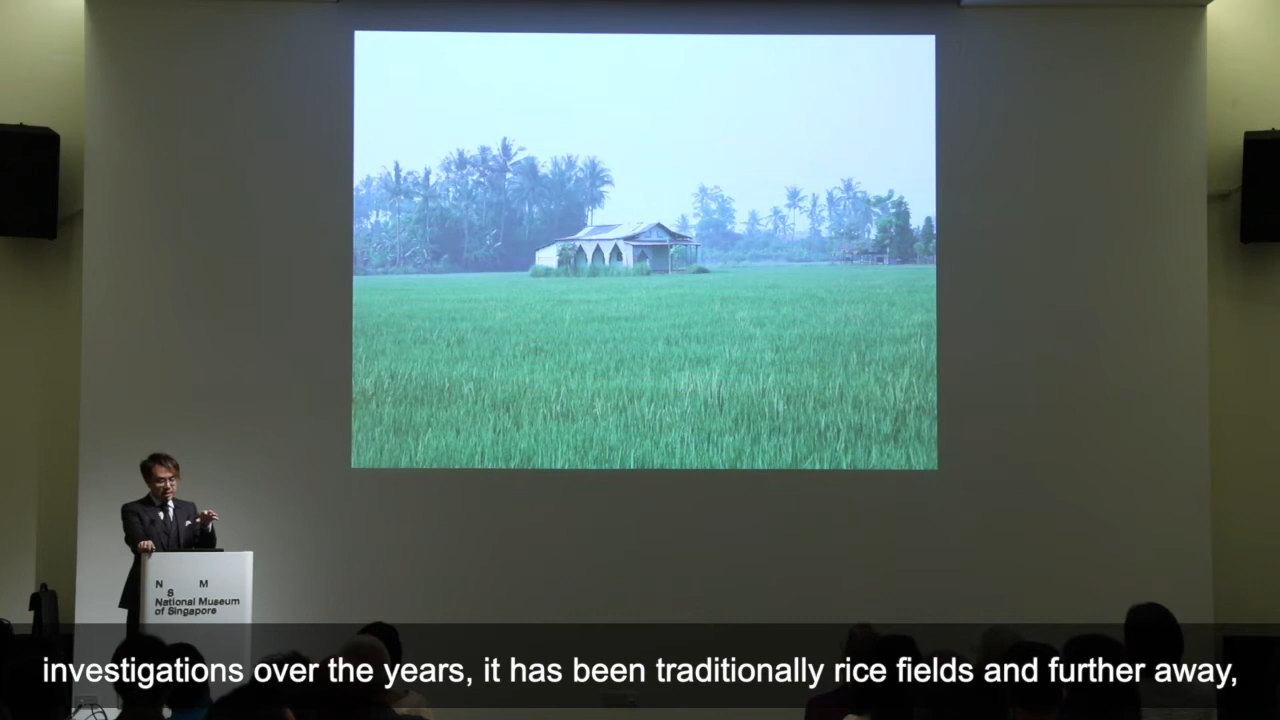 N M
S
National Museum
of Singapore
investigations over the years, it has been traditionally rice fields and further away,